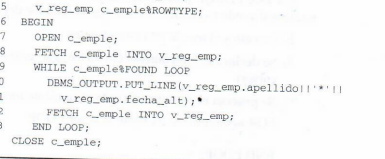 5 v_reg_emp c_emple%ROWTYPE;
6 BEGIN
7 OPEN c_emple;
8 FETCH c_emple INTO v_reg_emp;
9 WHILE c_emple%FOUND LOOP
0 DBMS_OUTPUT.PUT_LINE(v_reg_emp.apellido||'*'||
1 v_reg_emp.fecha_alt);
2 FETCH c_emple INTO v_reg_emp;
3 END LOOP;
CLOSE c_emple;